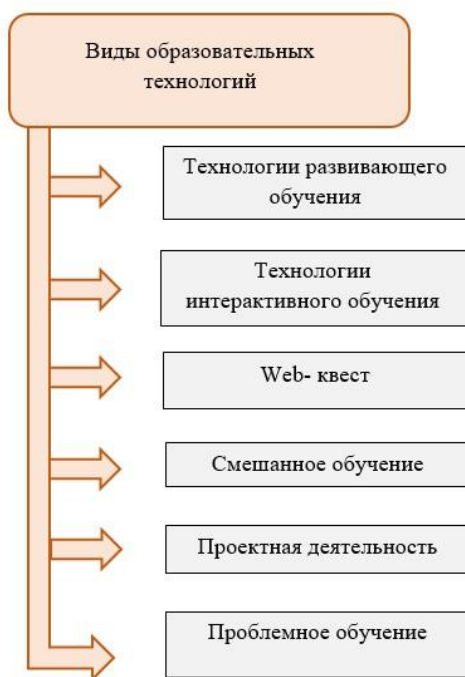 Виды образовательных
технологий
Технологии развивающего
обучения
Технологии
интерактивного обучения
Web- квест
Смешанное обучение
Проектная деятельность
Проблемное обучение